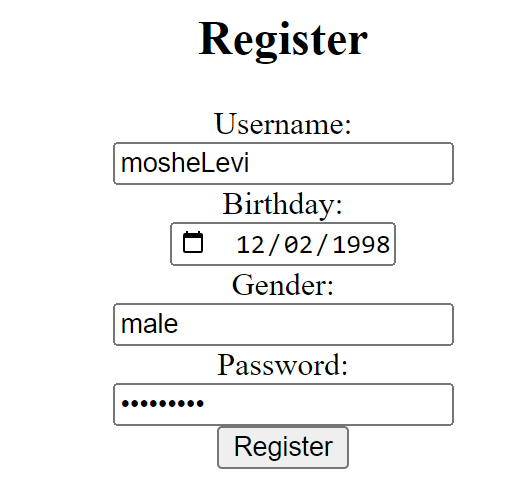 Register
Username:
mosheLevi
Birthday:
12/02/1998
Gender:
male
Password:
•••••••••
Register